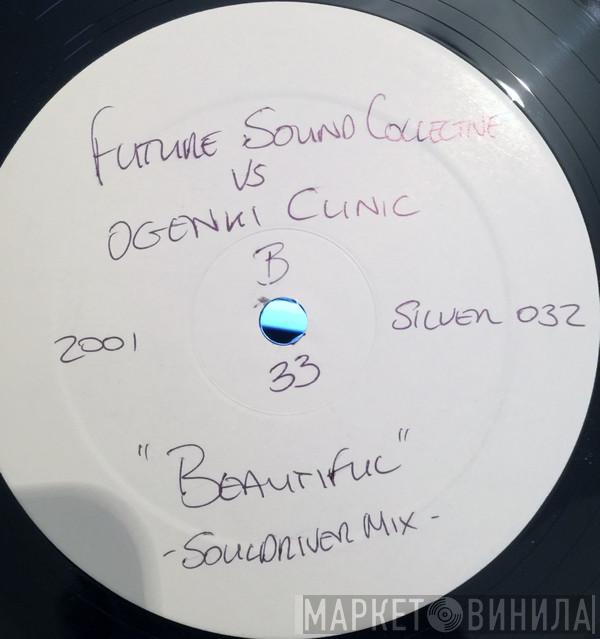 FUTURE SOUND COLLECTIVE
VS
OGENKI CLINIC
B
2001
SILVER 032
33
"BEAUTIFUL"
- SOULDRIVER MIX -
МАРКЕТ ВИНИЛА